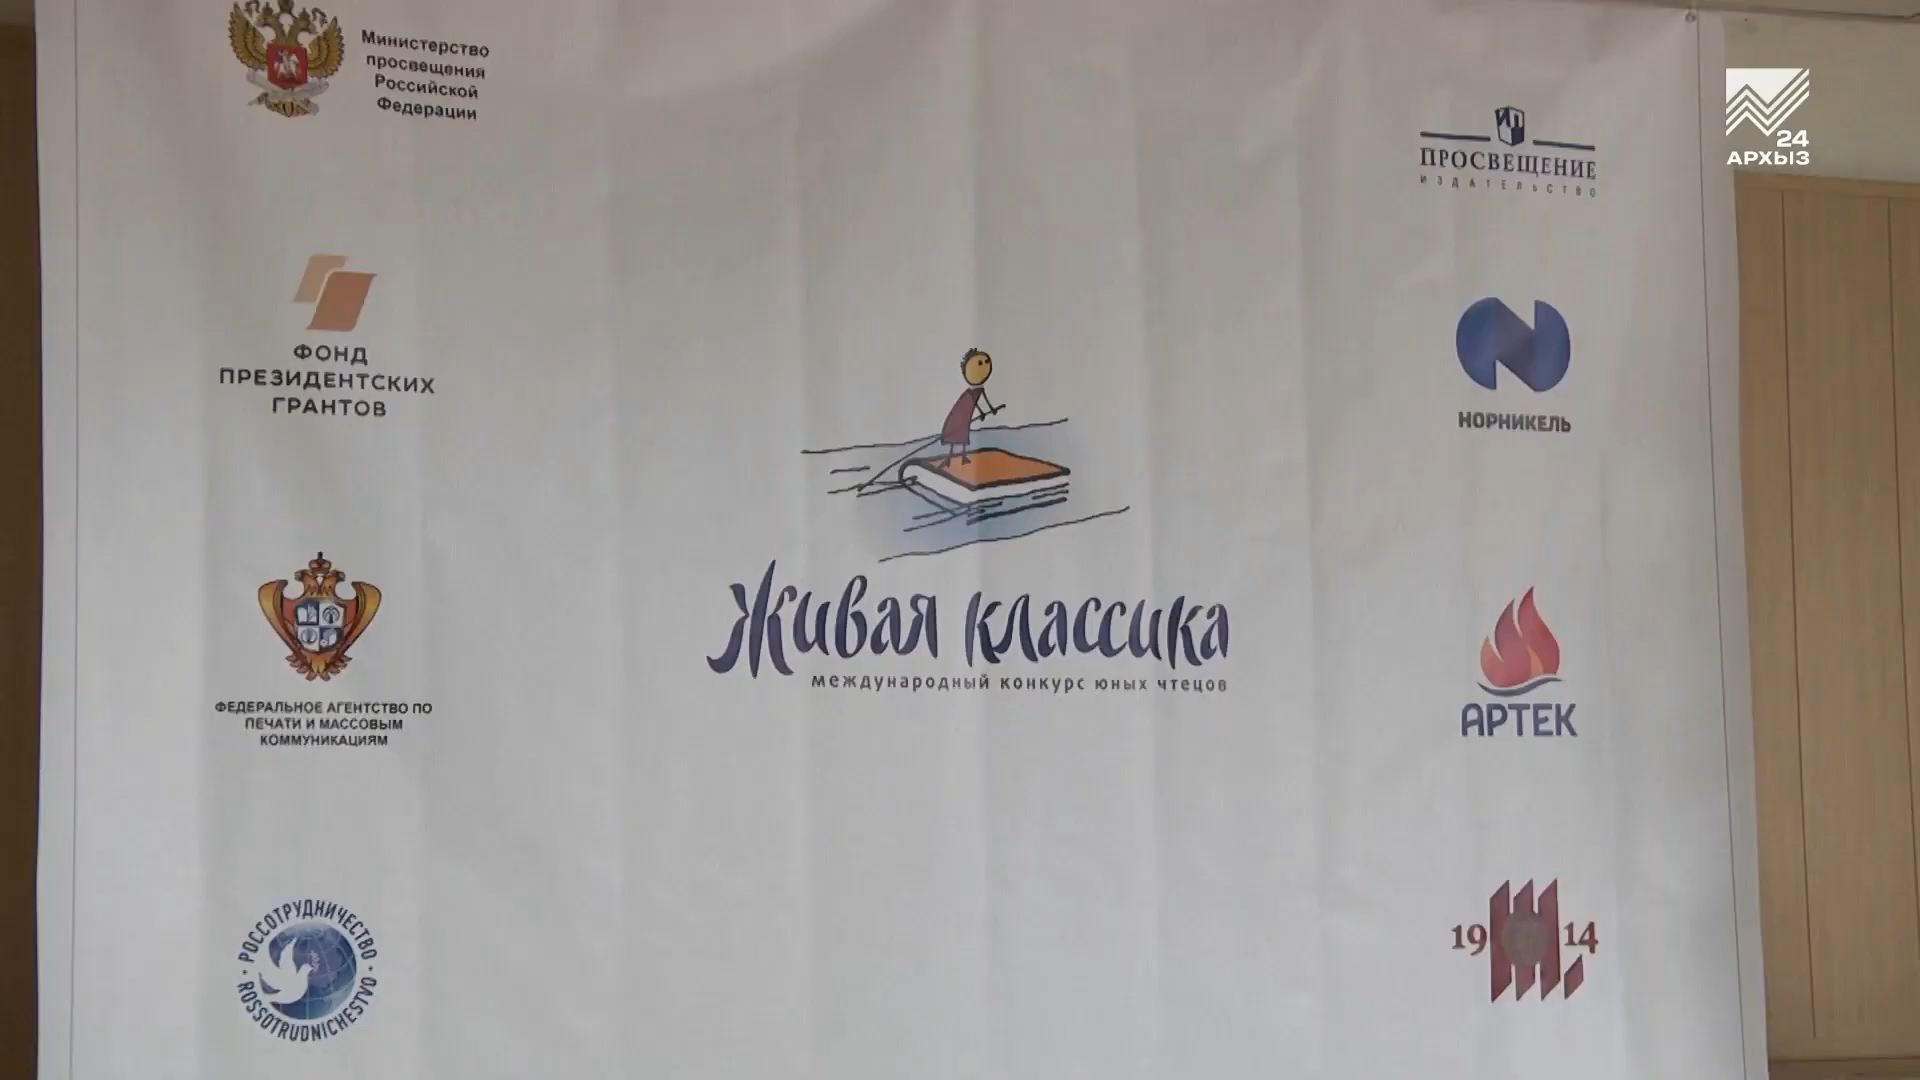 Министерство
просвещения
Российской
Федерации
ФОНД
ПРЕЗИДЕНТСКИХ
ГРАНТОВ
ФЕДЕРАЛЬНОЕ АГЕНТСТВО ПО
ПЕЧАТИ И МАССОВЫМ
КОММУНИКАЦИЯМ
РОССОТРУДНИЧЕСТВО
ROSSOTRUDNICHESTVO
Живая классика
международный конкурс юных чтецов
ПРОСВЕЩЕНИЕ
ИЗДАТЕЛЬСТВО
НОРНИКЕЛЬ
АРТЕК
19 14
24
АРХЫЗ